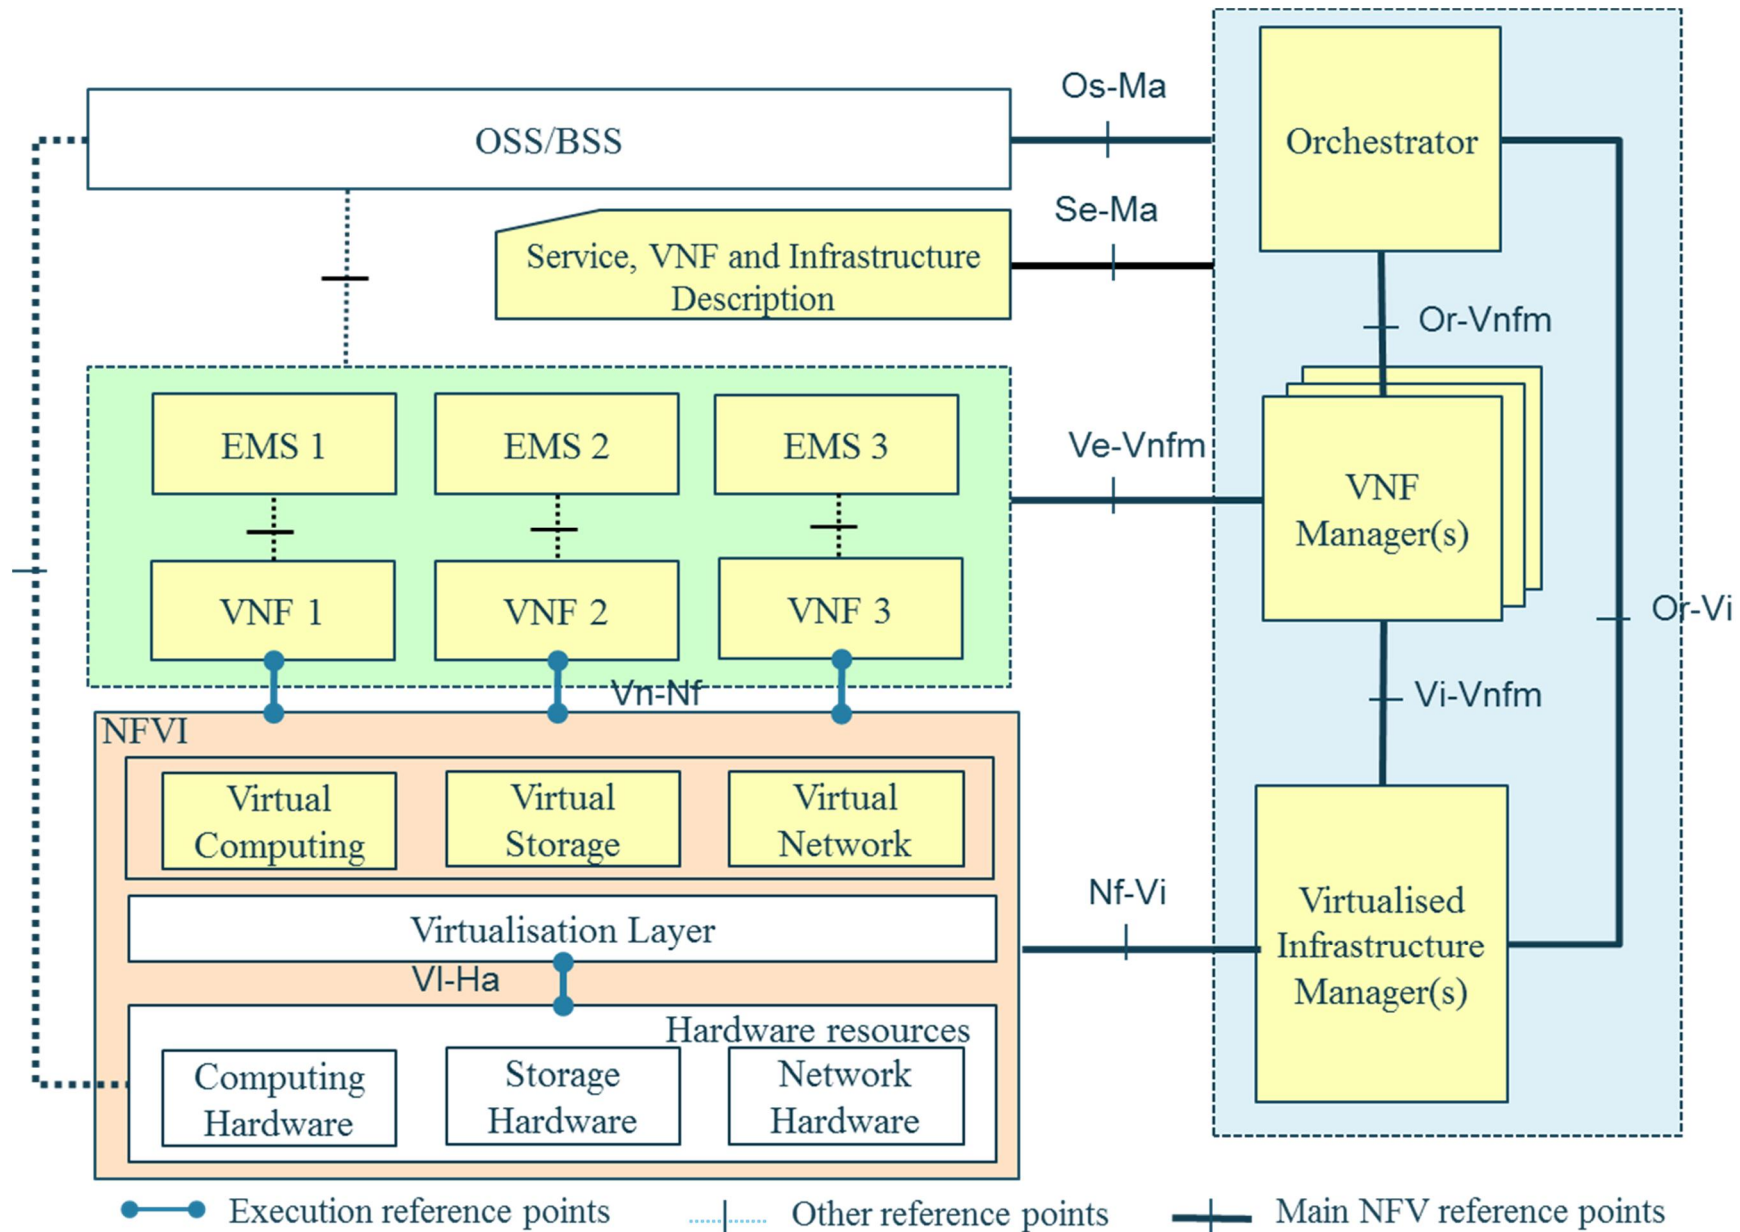 Os-Ma
OSS/BSS
Orchestrator
Se-Ma
Service, VNF and Infrastructure
Description
Or-Vnfm
EMS 1
EMS 2
EMS 3
Ve-Vnfm
VNF
Manager(s)
VNF 1
VNF 2
VNF 3
Or-Vi
Vn-Nf
Vi-Vnfm
NFVI
Virtual
Computing
Virtual
Storage
Virtual
Network
Nf-Vi
Virtualised
Infrastructure
Manager(s)
Virtualisation Layer
Vl-Ha
Hardware resources
Computing
Hardware
Storage
Hardware
Network
Hardware
Execution reference points
Other reference points
Main NFV reference points